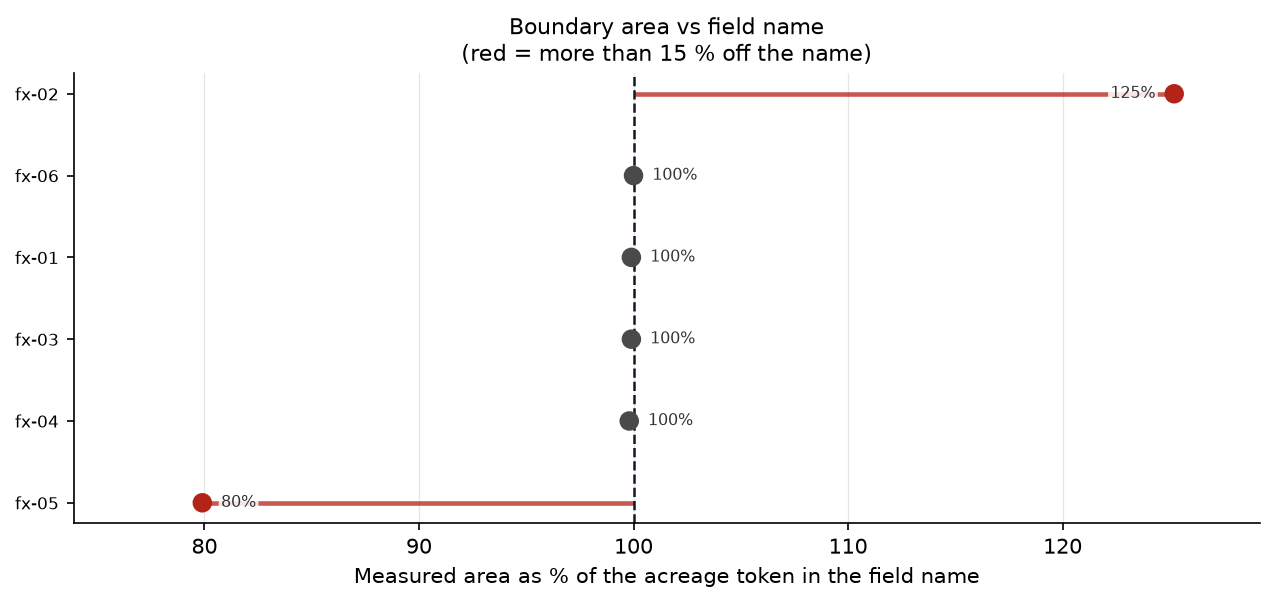 Boundary area vs field name
(red = more than 15 % off the name)
fx-02
125%
fx-06
100%
fx-01
100%
fx-03
100%
fx-04
100%
fx-05
80%
80
90
100
110
120
Measured area as % of the acreage token in the field name